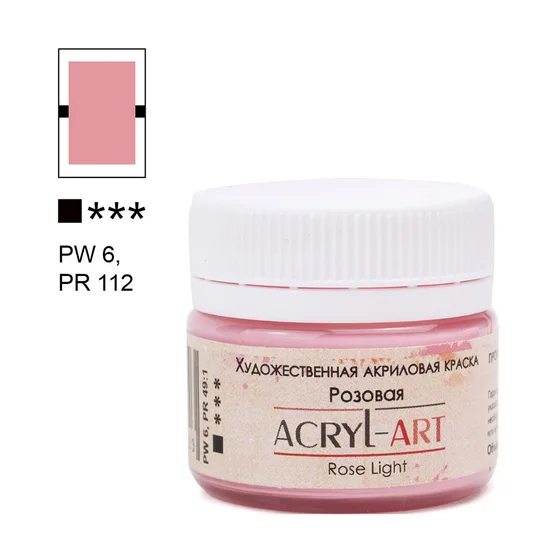 ***
PW 6,
PR 112
ХУДОЖЕСТВЕННАЯ АКРИЛОВАЯ КРАСКА
РОЗОВАЯ
ACRYL-ART
Rose Light
PW 6, PR 49:1
***